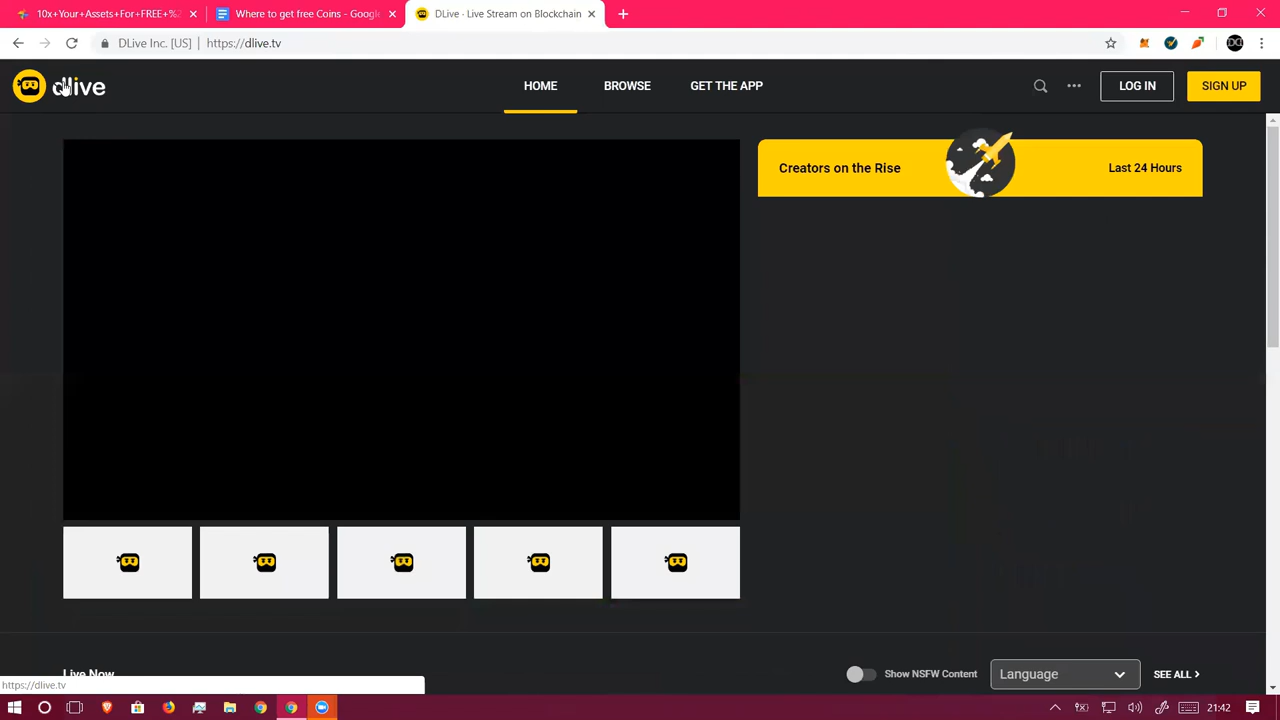 10x+Your+Assets+For+FREE+%2
Where to get free Coins - Google
DLive · Live Stream on Blockchain
DLive Inc. [US]
https://dlive.tv
dlive
HOME
BROWSE
GET THE APP
LOG IN
SIGN UP
Creators on the Rise
Last 24 Hours
Live Now
Show NSFW Content
Language
SEE ALL
https://dlive.tv
21:42